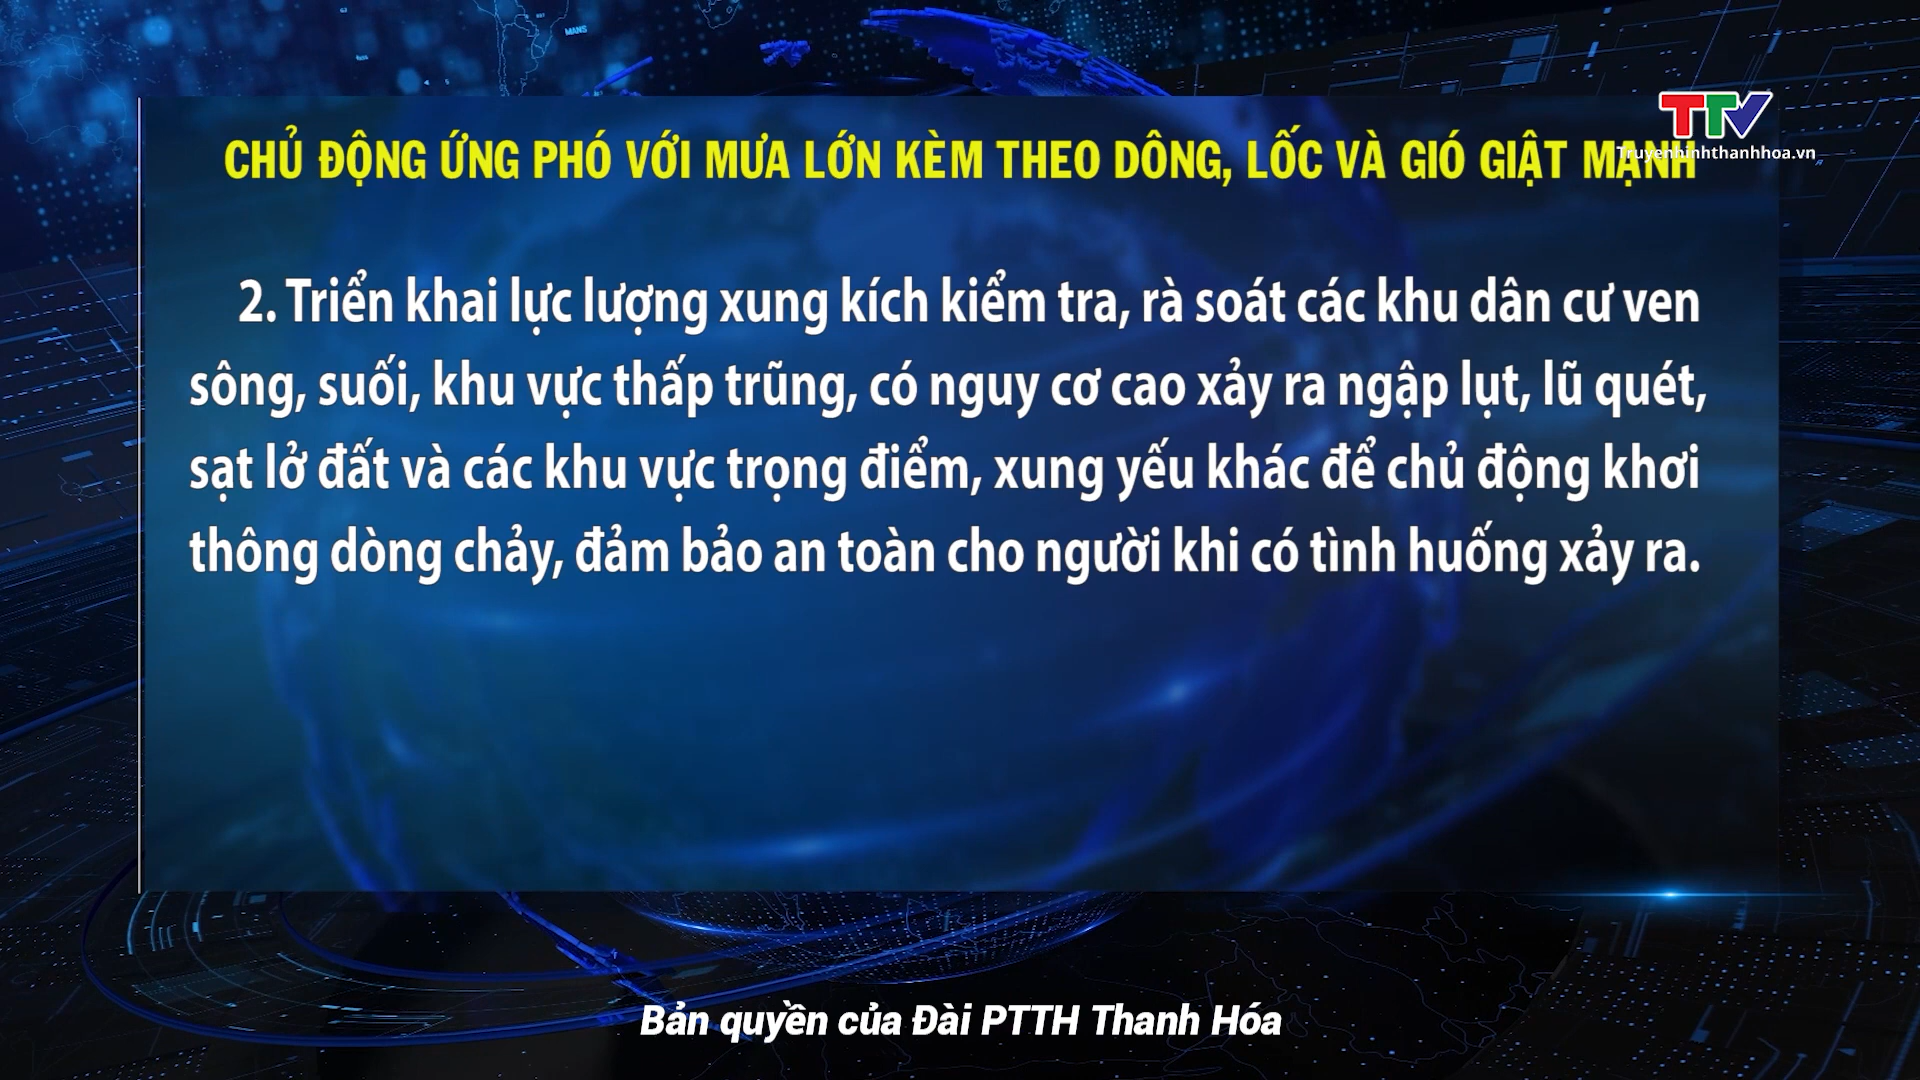 TTV
Truyenhinhthanhhoa.vn
CHỦ ĐỘNG ỨNG PHÓ VỚI MƯA LỚN KÈM THEO DÔNG, LỐC VÀ GIÓ GIẬT MẠNH
2. Triển khai lực lượng xung kích kiểm tra, rà soát các khu dân cư ven
sông, suối, khu vực thấp trũng, có nguy cơ cao xảy ra ngập lụt, lũ quét,
sạt lở đất và các khu vực trọng điểm, xung yếu khác để chủ động khơi
thông dòng chảy, đảm bảo an toàn cho người khi có tình huống xảy ra.
Bản quyền của Đài PTTH Thanh Hóa